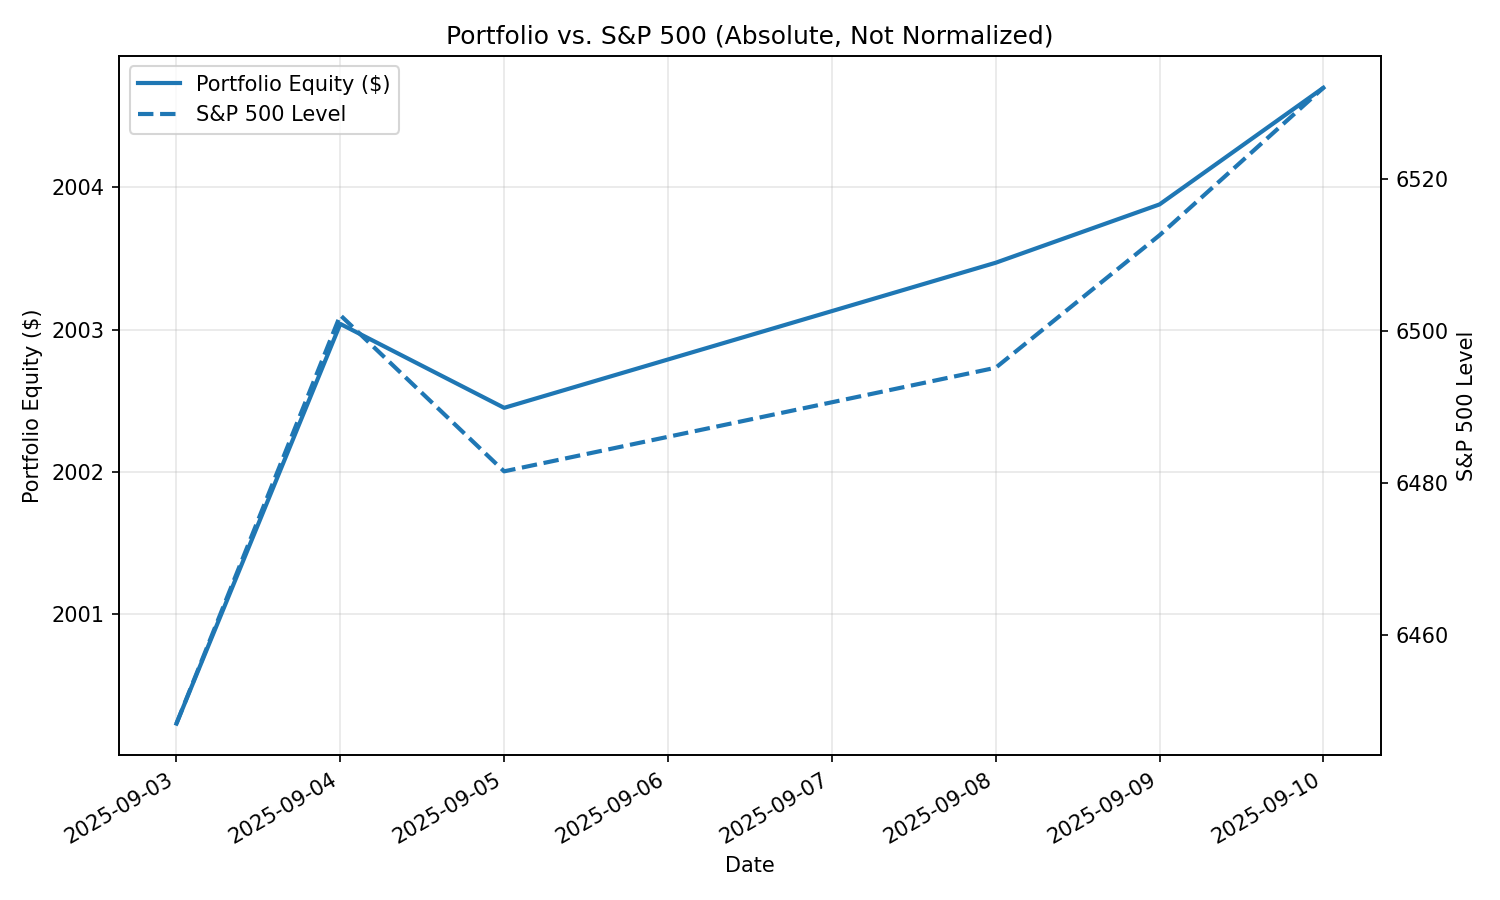 Portfolio vs. S&P 500 (Absolute, Not Normalized)
Portfolio Equity ($)
S&P 500 Level
2004
2003
2002
2001
Portfolio Equity ($)
6520
6500
6480
6460
S&P 500 Level
2025-09-03
2025-09-04
2025-09-05
2025-09-06
2025-09-07
2025-09-08
2025-09-09
2025-09-10
Date